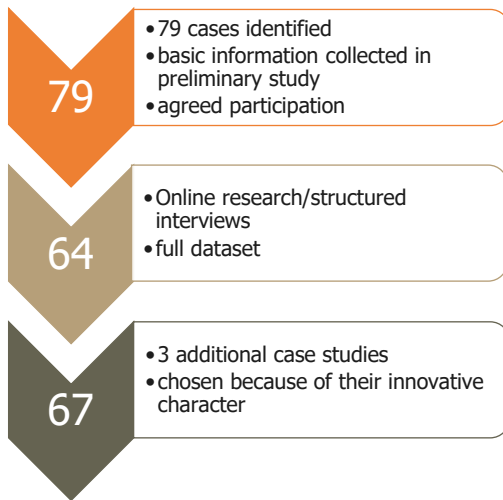 79
•79 cases identified
•basic information collected in
preliminary study
•agreed participation
64
•Online research/structured
interviews
•full dataset
67
•3 additional case studies
•chosen because of their innovative
character